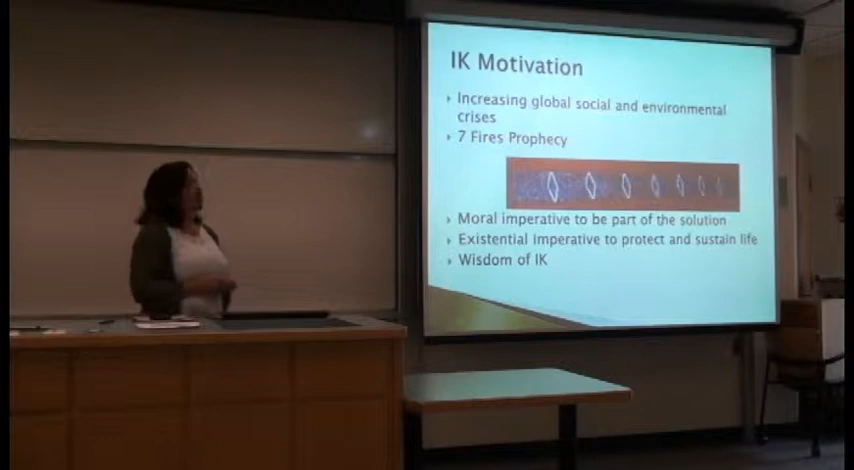 IK Motivation
Increasing global social and environmental
crises
7 Fires Prophecy
Moral imperative to be part of the solution
Existential imperative to protect and sustain life
Wisdom of IK